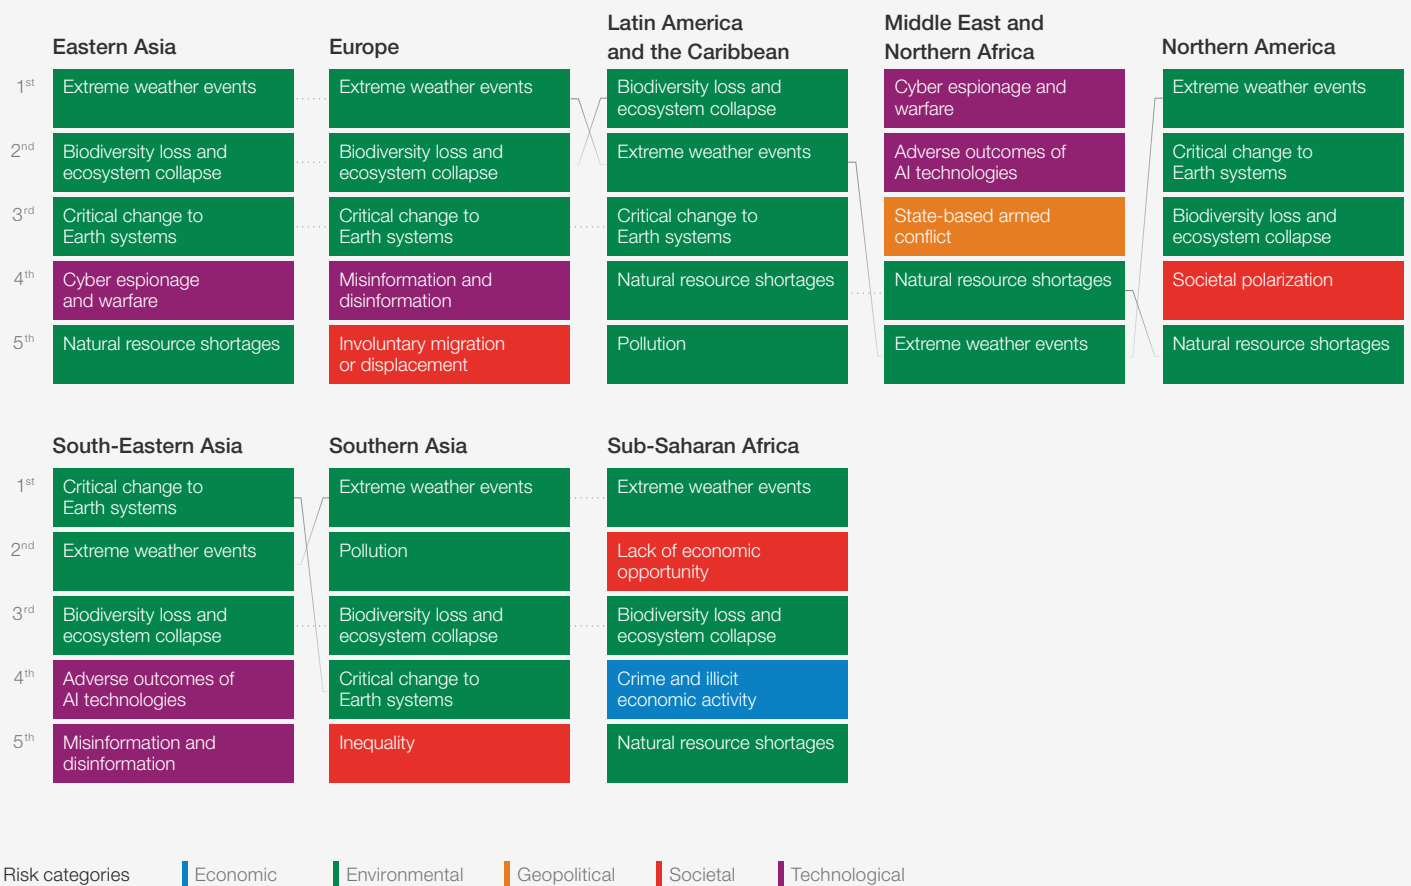 Eastern Asia
Europe
Latin America
and the Caribbean
Middle East and
Northern Africa
Northern America
1st
Extreme weather events
Extreme weather events
Biodiversity loss and
ecosystem collapse
Cyber espionage and
warfare
Extreme weather events
2nd
Biodiversity loss and
ecosystem collapse
Biodiversity loss and
ecosystem collapse
Extreme weather events
Adverse outcomes of
AI technologies
Critical change to
Earth systems
3rd
Critical change to
Earth systems
Critical change to
Earth systems
Critical change to
Earth systems
State-based armed
conflict
Biodiversity loss and
ecosystem collapse
4th
Cyber espionage
and warfare
Misinformation and
disinformation
Natural resource shortages
Natural resource shortages
Societal polarization
5th
Natural resource shortages
Involuntary migration
or displacement
Pollution
Extreme weather events
Natural resource shortages
South-Eastern Asia
Southern Asia
Sub-Saharan Africa
1st
Critical change to
Earth systems
Extreme weather events
Extreme weather events
2nd
Extreme weather events
Pollution
Lack of economic
opportunity
3rd
Biodiversity loss and
ecosystem collapse
Biodiversity loss and
ecosystem collapse
Biodiversity loss and
ecosystem collapse
4th
Adverse outcomes of
AI technologies
Critical change to
Earth systems
Crime and illicit
economic activity
5th
Misinformation and
disinformation
Inequality
Natural resource shortages
Risk categories
Economic
Environmental
Geopolitical
Societal
Technological